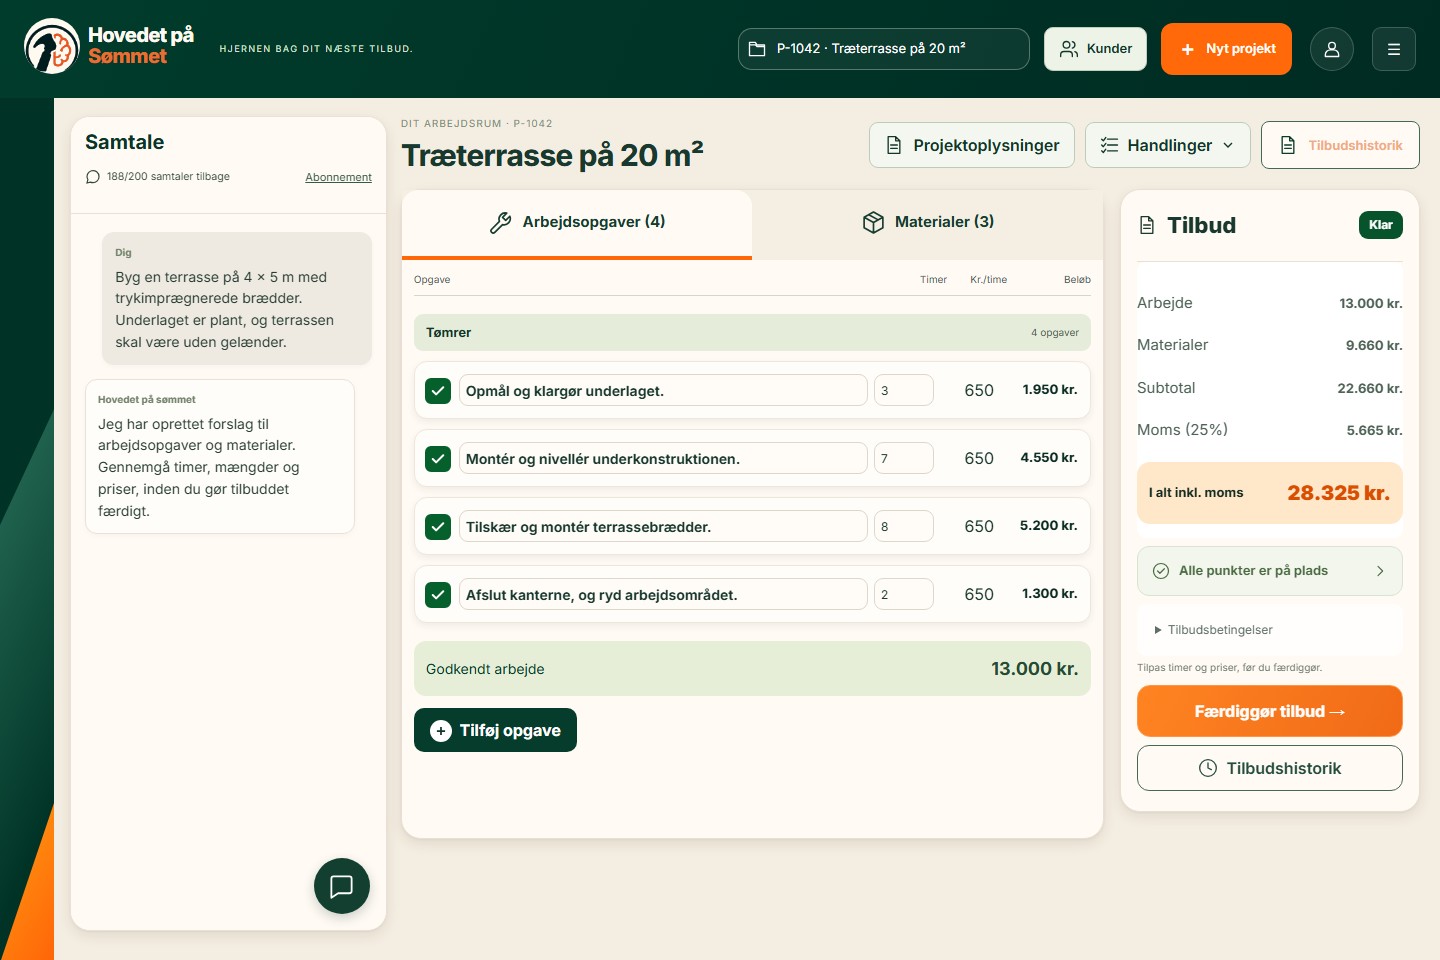 Hovedet på
Sømmet
HJERNEN BAG DIT NÆSTE TILBUD.
P-1042 · Træterrasse på 20 m²
Kunder
Nyt projekt
Samtale
188/200 samtaler tilbage
Abonnement
Dig
Byg en terrasse på 4 × 5 m med
trykimprægnerede brædder.
Underlaget er plant, og terrassen
skal være uden gelænder.
Hovedet på sømmet
Jeg har oprettet forslag til
arbejdsopgaver og materialer.
Gennemgå timer, mængder og
priser, inden du gør tilbuddet
færdigt.
DIT ARBEJDSRUM · P-1042
Træterrasse på 20 m²
Projektoplysninger
Handlinger
Tilbudshistorik
Arbejdsopgaver (4)
Materialer (3)
Opgave Timer Kr./time Beløb
Tømrer 4 opgaver
Opmål og klargør underlaget. 3 650 1.950 kr.
Montér og nivellér underkonstruktionen. 7 650 4.550 kr.
Tilskær og montér terrassebrædder. 8 650 5.200 kr.
Afslut kanterne, og ryd arbejdsområdet. 2 650 1.300 kr.
Godkendt arbejde 13.000 kr.
Tilføj opgave
Tilbud Klar
Arbejde 13.000 kr.
Materialer 9.660 kr.
Subtotal 22.660 kr.
Moms (25%) 5.665 kr.
I alt inkl. moms 28.325 kr.
Alle punkter er på plads
Tilbudsbetingelser
Tilpas timer og priser, før du færdiggør.
Færdiggør tilbud →
Tilbudshistorik